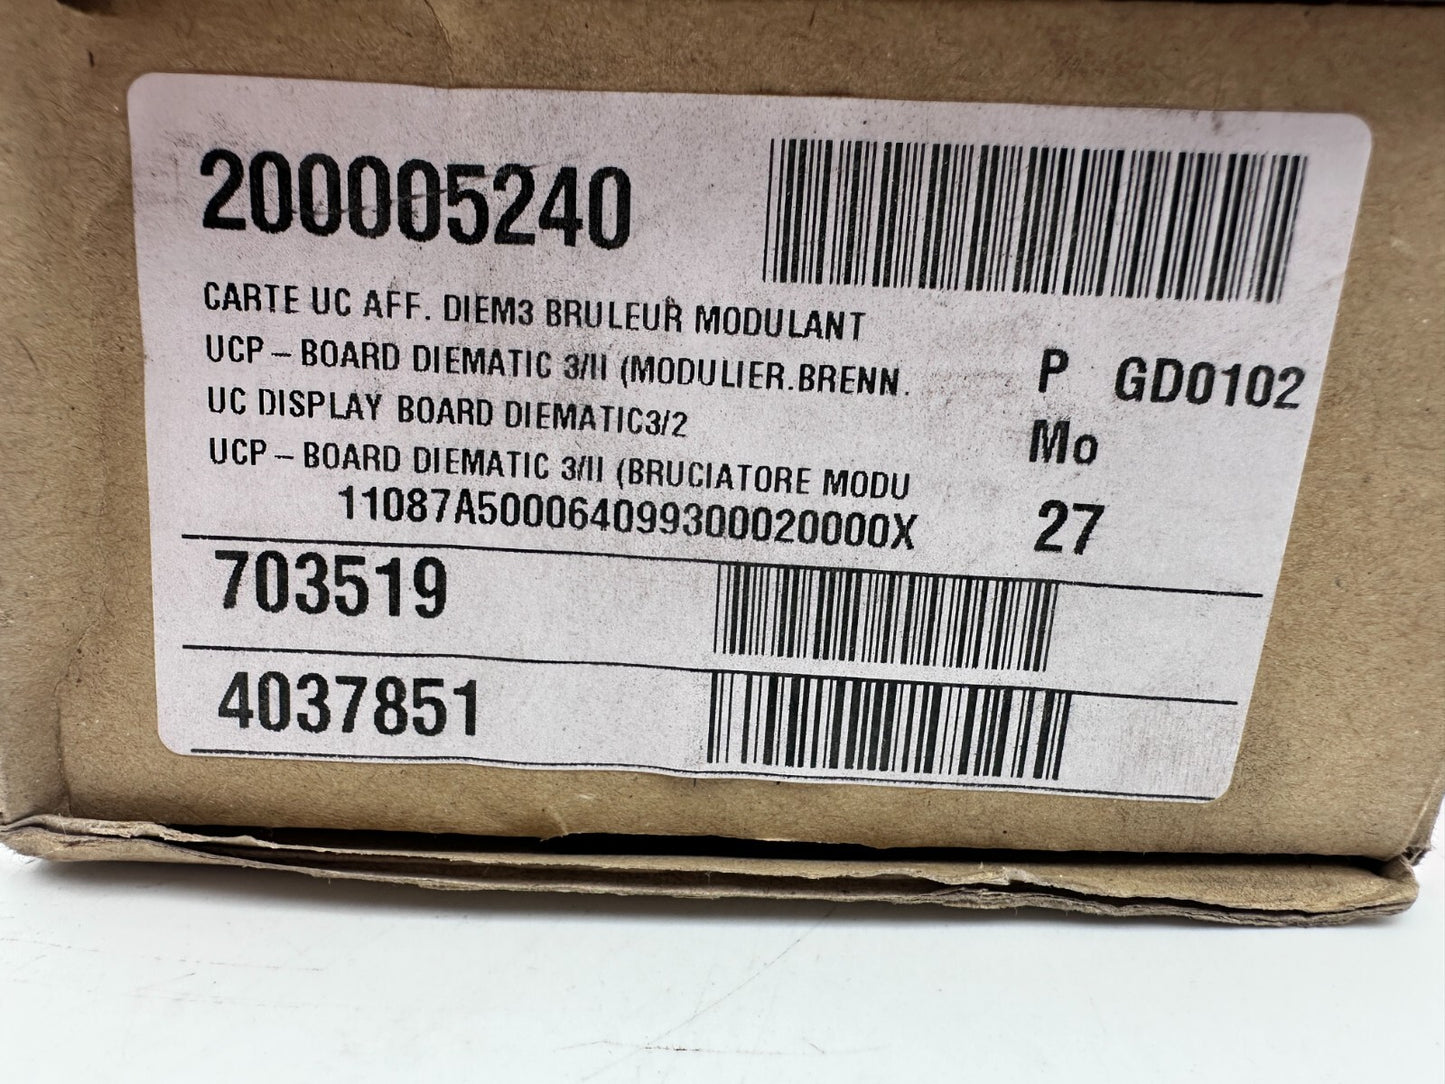 200005240
CARTE UC AFF. DIEM3 BRULEUR MODULANT
UCP – BOARD DIEMATIC 3/II (MODULIER.BRENN.
UC DISPLAY BOARD DIEMATIC3/2
UCP – BOARD DIEMATIC 3/II (BRUCIATORE MODU
11087A500064099300020000X
P GD0102
Mo
27
703519
4037851